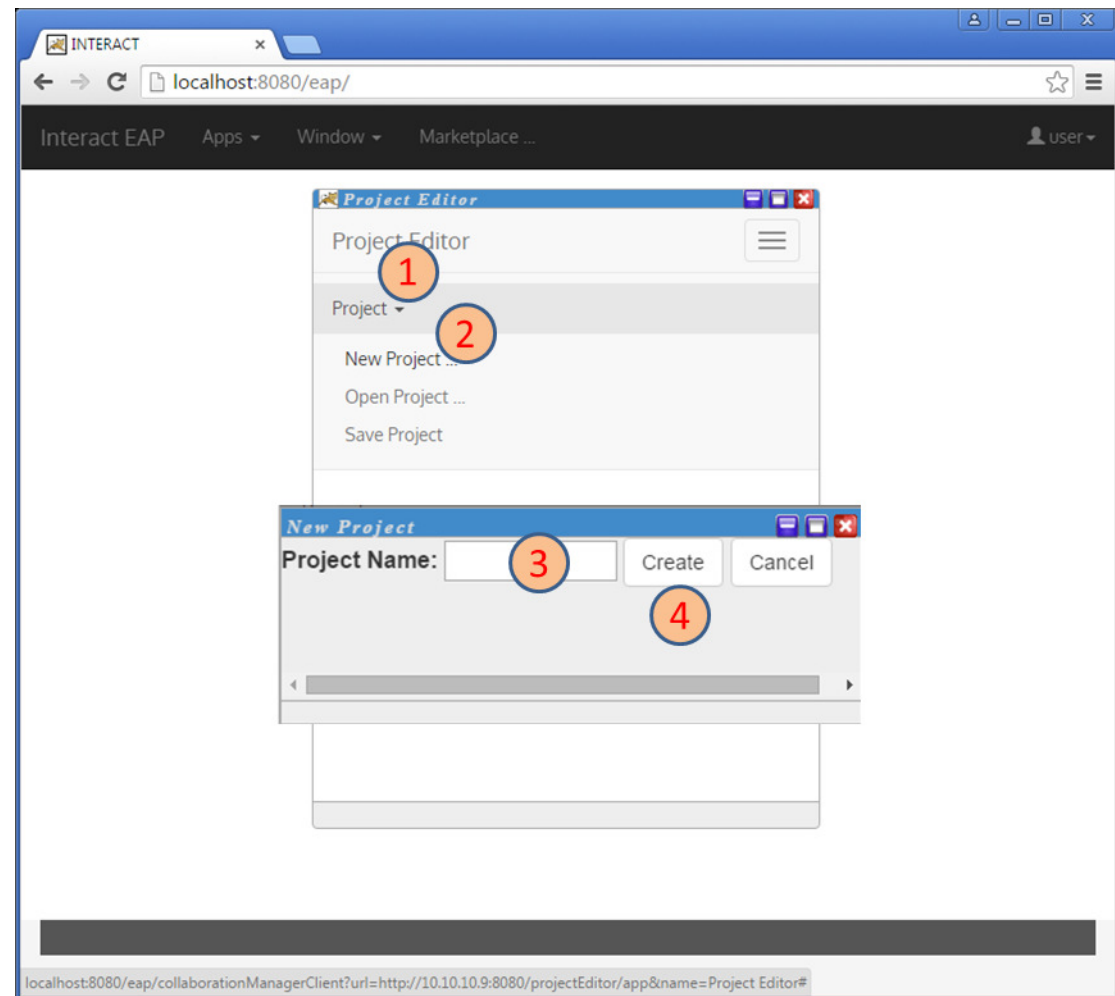 INTERACT
localhost:8080/eap/
Interact EAP Apps Window Marketplace ... user
Project Editor
Project Editor
1
Project
2
New Project ...
Open Project ...
Save Project
New Project
Project Name: 3 Create Cancel
4
localhost:8080/eap/collaborationManagerClient?url=http://10.10.10.9:8080/projectEditor/app&name=Project Editor#